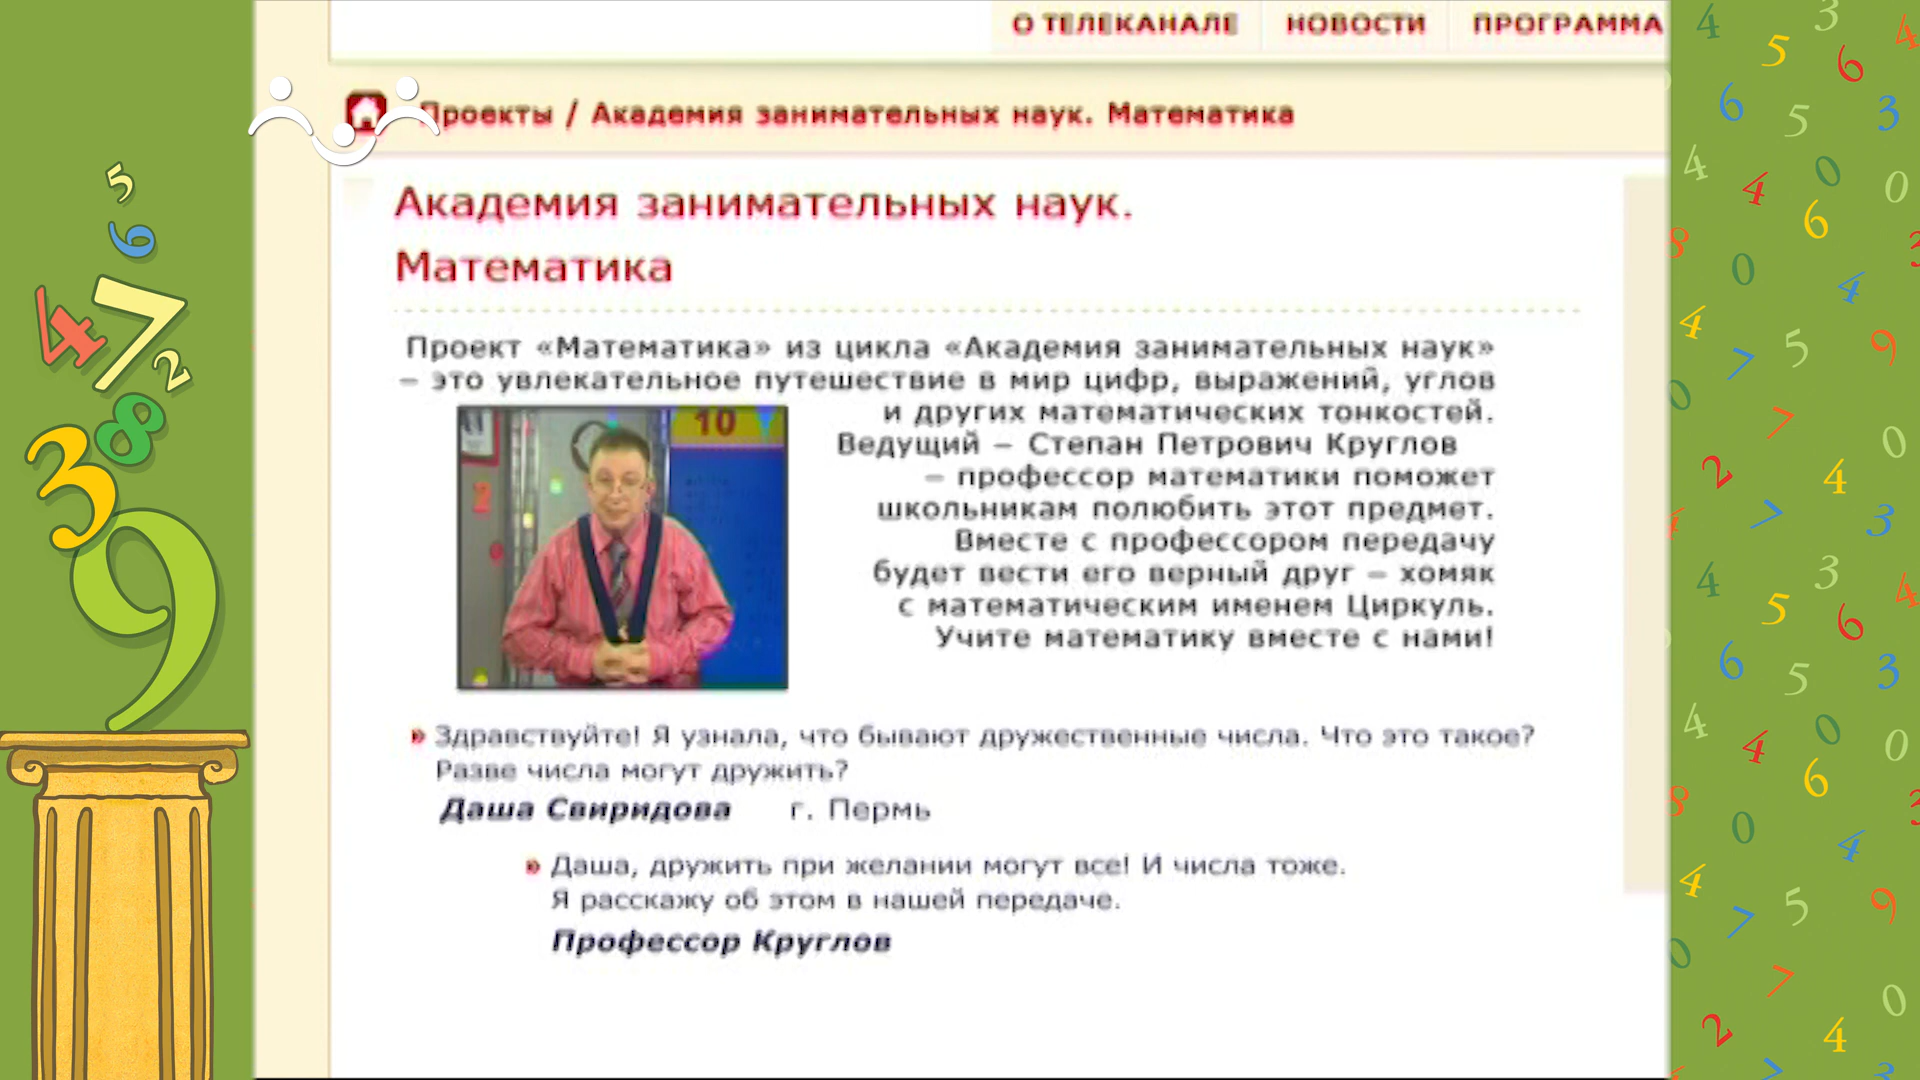 О ТЕЛЕКАНАЛЕ НОВОСТИ ПРОГРАММА
Проекты / Академия занимательных наук. Математика
Академия занимательных наук.
Математика
Проект «Математика» из цикла «Академия занимательных наук»
– это увлекательное путешествие в мир цифр, выражений, углов
и других математических тонкостей.
Ведущий – Степан Петрович Круглов
– профессор математики поможет
школьникам полюбить этот предмет.
Вместе с профессором передачу
будет вести его верный друг – хомяк
с математическим именем Циркуль.
Учите математику вместе с нами!
10
» Здравствуйте! Я узнала, что бывают дружественные числа. Что это такое?
Разве числа могут дружить?
Даша Свиридова г. Пермь
» Даша, дружить при желании могут все! И числа тоже.
Я расскажу об этом в нашей передаче.
Профессор Круглов